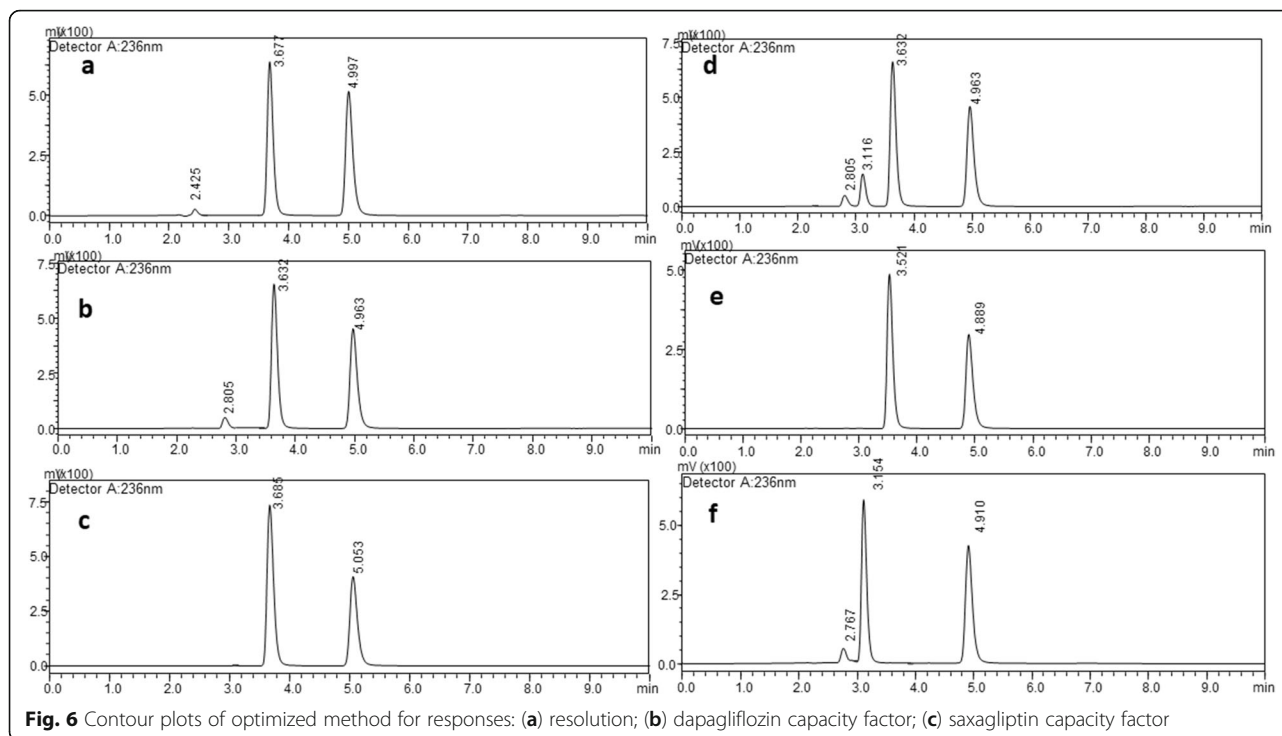 mV(x100)
Detector A:236nm
a
3.677
4.997
2.425
5.0
2.5
0.0
0.0 1.0 2.0 3.0 4.0 5.0 6.0 7.0 8.0 9.0 min
mV(x100)
7.5
Detector A:236nm
b
3.632
4.963
2.805
5.0
2.5
0.0
0.0 1.0 2.0 3.0 4.0 5.0 6.0 7.0 8.0 9.0 min
mV(x100)
Detector A:236nm
c
3.685
5.053
7.5
5.0
2.5
0.0
0.0 1.0 2.0 3.0 4.0 5.0 6.0 7.0 8.0 9.0 min
mV(x100)
7.5
Detector A:236nm
d
3.632
4.963
2.805
3.116
5.0
2.5
0.0
0.0 1.0 2.0 3.0 4.0 5.0 6.0 7.0 8.0 9.0 min
mV(x100)
Detector A:236nm
e
3.521
4.889
5.0
2.5
0.0
0.0 1.0 2.0 3.0 4.0 5.0 6.0 7.0 8.0 9.0 min
mV (x100)
Detector A:236nm
f
3.154
4.910
2.767
5.0
2.5
0.0
0.0 1.0 2.0 3.0 4.0 5.0 6.0 7.0 8.0 9.0 min
Fig. 6 Contour plots of optimized method for responses: (a) resolution; (b) dapagliflozin capacity factor; (c) saxagliptin capacity factor